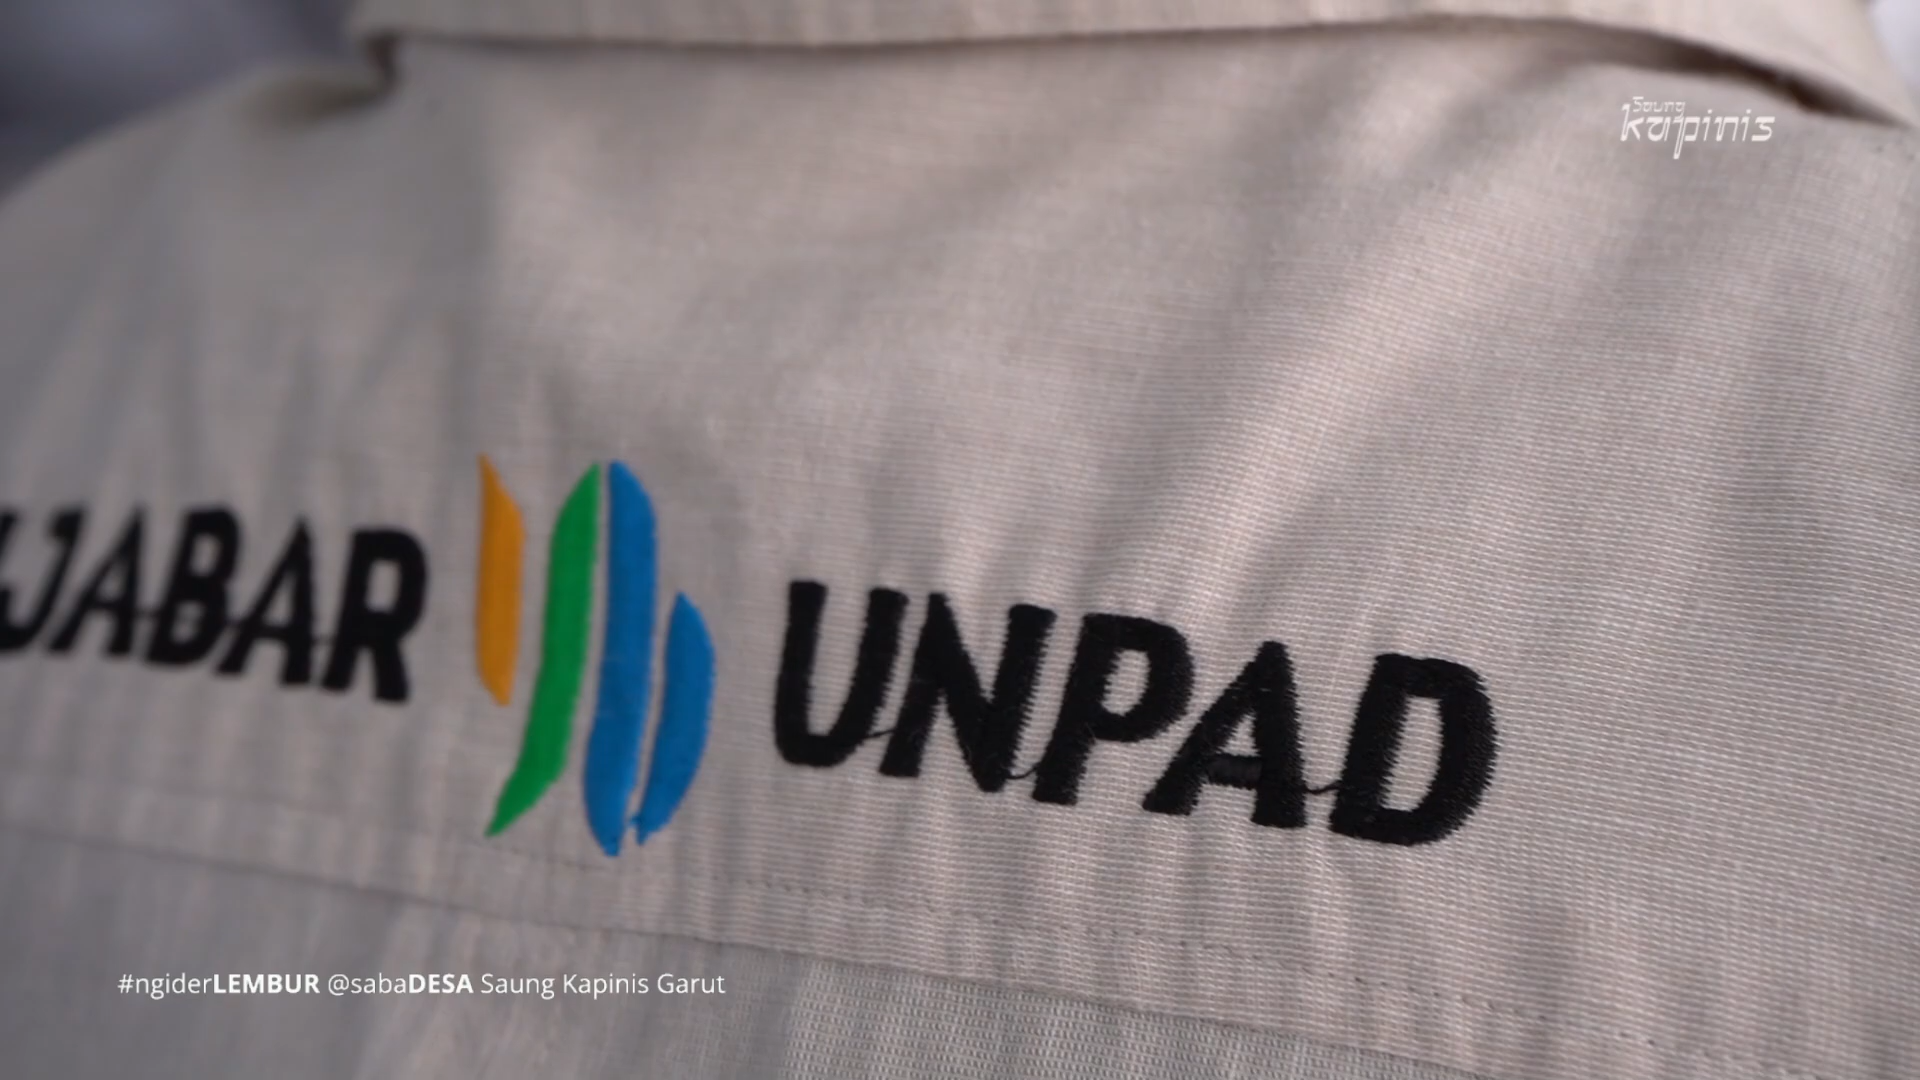 Saung
kapinis
JABAR UNPAD
#ngiderLEMBUR @sabaDESA Saung Kapinis Garut